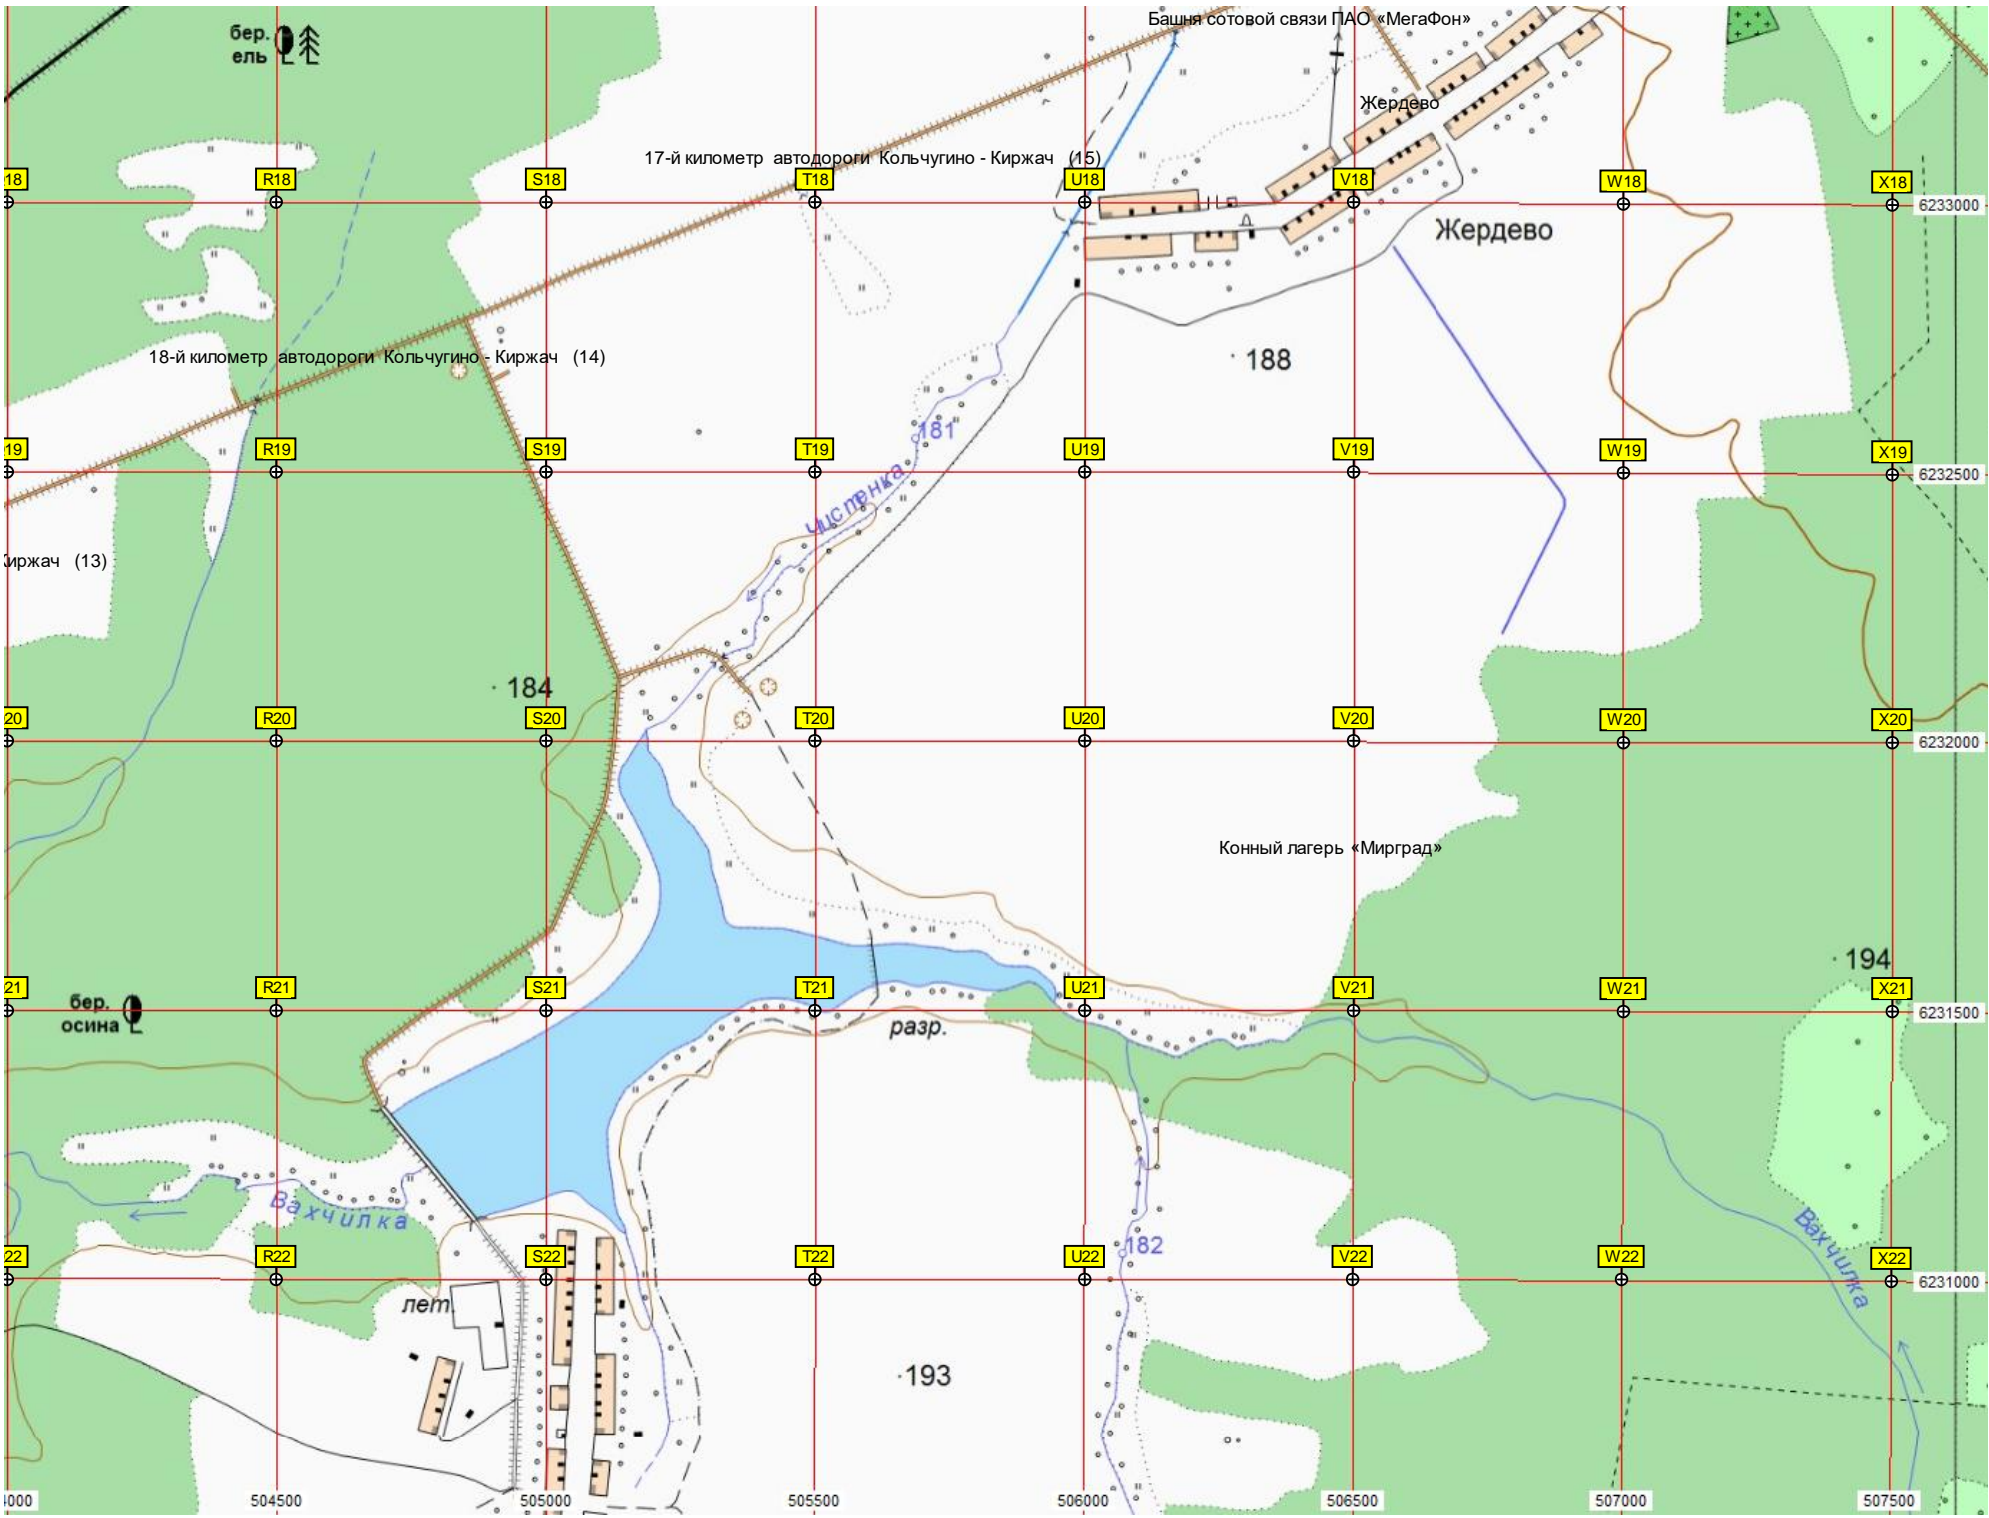 Башня сотовой связи ПАО «МегаФон»
бер.
ель
Жердево
17-й километр автодороги Кольчугино - Киржач (15)
18 R18 S18 T18 U18 V18 W18 X18
6233000
Жердево
18-й километр автодороги Кольчугино - Киржач (14)
188
181
19 R19 S19 T19 U19 V19 W19 X19
6232500
Чистенка
Киржач (13)
184
20 R20 S20 T20 U20 V20 W20 X20
6232000
Конный лагерь «Мирград»
194
21 R21 S21 T21 U21 V21 W21 X21
6231500
бер.
осина
разр.
Вахчилка
182
Вахчилка
22 R22 S22 T22 U22 V22 W22 X22
6231000
лет.
193
4000 504500 505000 505500 506000 506500 507000 507500